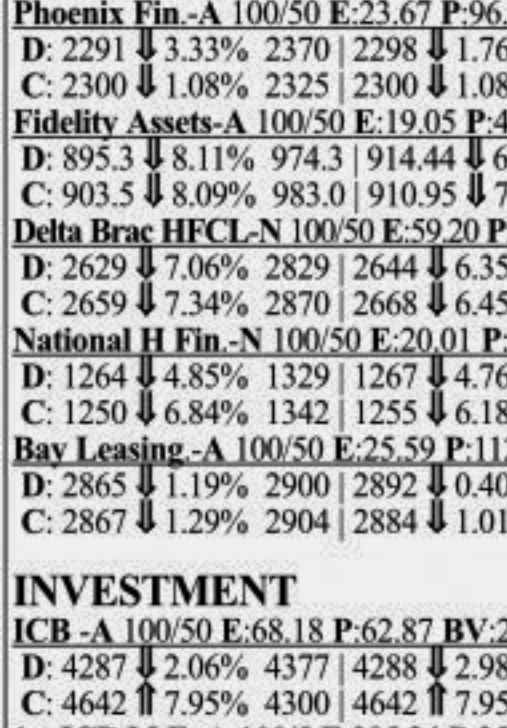 Phoenix Fin.-A 100/50 E:23.67 P:96.
D: 2291 ⇓ 3.33% 2370 | 2298 ⇓ 1.76
C: 2300 ⇓ 1.08% 2325 | 2300 ⇓ 1.08
Fidelity Assets-A 100/50 E:19.05 P:4
D: 895.3 ⇓ 8.11% 974.3 | 914.44 ⇓ 6
C: 903.5 ⇓ 8.09% 983.0 | 910.95 ⇓ 7
Delta Brac HFCL-N 100/50 E:59.20 P
D: 2629 ⇓ 7.06% 2829 | 2644 ⇓ 6.35
C: 2659 ⇓ 7.34% 2870 | 2668 ⇓ 6.45
National H Fin.-N 100/50 E:20.01 P:
D: 1264 ⇓ 4.85% 1329 | 1267 ⇓ 4.76
C: 1250 ⇓ 6.84% 1342 | 1255 ⇓ 6.18
Bay Leasing.-A 100/50 E:25.59 P:11
D: 2865 ⇓ 1.19% 2900 | 2892 ⇓ 0.40
C: 2867 ⇓ 1.29% 2904 | 2884 ⇓ 1.01
INVESTMENT
ICB -A 100/50 E:68.18 P:62.87 BV:2
D: 4287 ⇓ 2.06% 4377 | 4288 ⇓ 2.98
C: 4642 ⇑ 7.95% 4300 | 4642 ⇑ 7.95